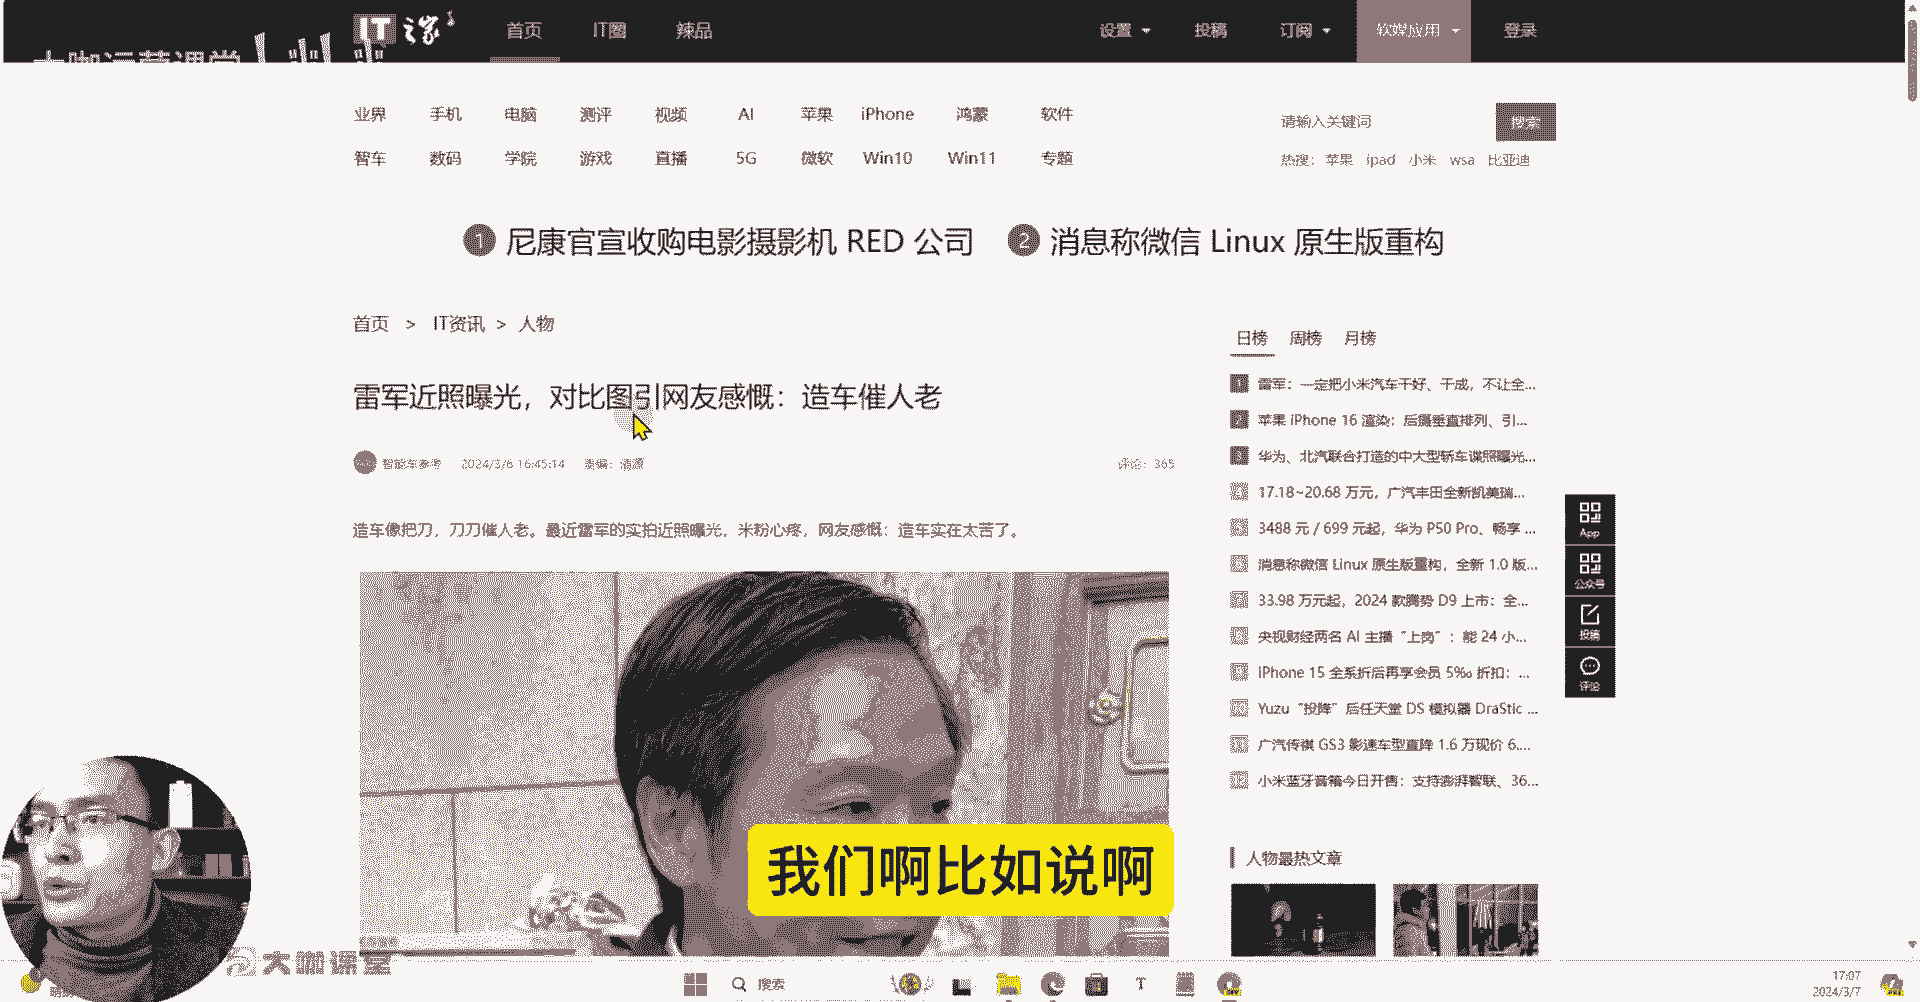 大咖运营课堂
IT之家
首页 IT圈 辣品
设置 投稿 订阅 软媒应用 登录
业界 手机 电脑 测评 视频 AI 苹果 iPhone 鸿蒙 软件
请输入关键词 搜索
智车 数码 学院 游戏 直播 5G 微软 Win10 Win11 专题
热搜: 苹果 ipad 小米 wsa 比亚迪
1 尼康官宣收购电影摄影机 RED 公司 2 消息称微信 Linux 原生版重构
首页 > IT资讯 > 人物
雷军近照曝光，对比图引网友感慨：造车催人老
智能车参考 2024/3/6 16:45:14 责编：清源 评论：365
造车像把刀，刀刀催人老。最近雷军的实拍近照曝光，米粉心疼，网友感慨：造车实在太苦了。
日榜 周榜 月榜
1 雷军：一定把小米汽车干好、干成，不让全...
2 苹果 iPhone 16 渲染：后摄垂直排列、引...
3 华为、北汽联合打造的中大型轿车谍照曝光...
4 17.18~20.68 万元，广汽丰田全新凯美瑞...
5 3488 元 / 699 元起，华为 P50 Pro、畅享 ...
6 消息称微信 Linux 原生版重构，全新 1.0 版...
7 33.98 万元起，2024 款腾势 D9 上市：全...
8 央视财经两名 AI 主播“上岗”：能 24 小...
9 iPhone 15 全系折后再享会员 5‰ 折扣：...
10 Yuzu“投降”后任天堂 DS 模拟器 DraStic ...
11 广汽传祺 GS3 影速车型直降 1.6 万现价 6....
12 小米蓝牙音箱今日开售：支持澎湃智联、36...
App
公众号
投稿
评论
人物最热文章
我们啊比如说啊
大咖课堂
搜索
17:07
2024/3/7